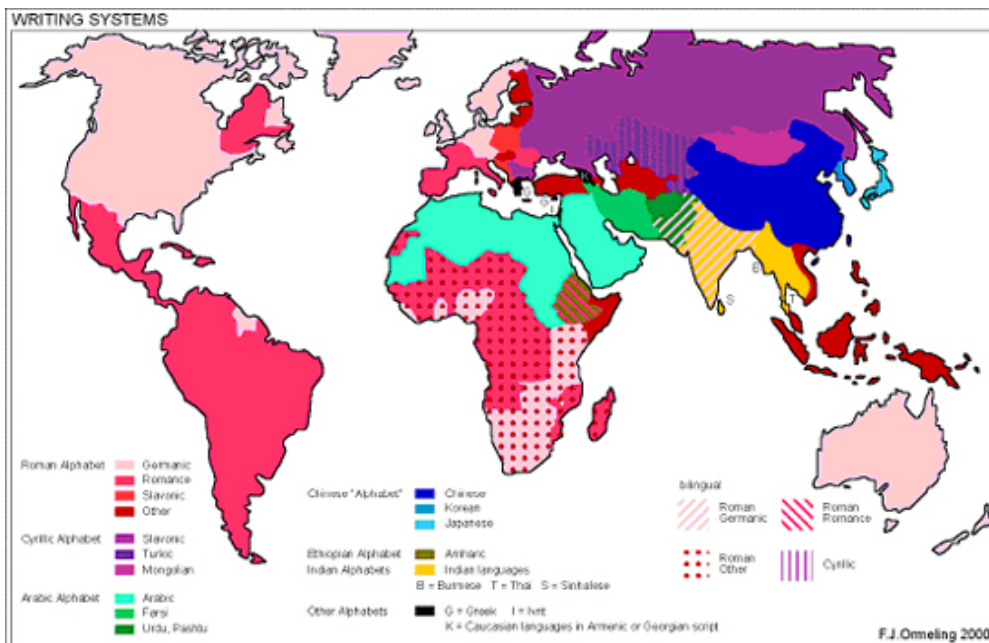 WRITING SYSTEMS
B
T
S
G
I
K
Roman Alphabet Germanic
Romance
Slavonic
Other
Cyrillic Alphabet Slavonic
Turkic
Mongolian
Arabic Alphabet Arabic
Farsi
Urdu, Pashtu
Chinese "Alphabet" Chinese
Korean
Japanese
Ethiopian Alphabet Amharic
Indian Alphabets Indian languages
B = Burmese T = Thai S = Sinhalese
Other Alphabets G = Greek I = Ivrit
K = Caucasian languages in Armenic or Georgian script
bilingual
Roman Germanic
Roman Romance
Roman Other
Cyrillic
F.J.Ormeling 2000